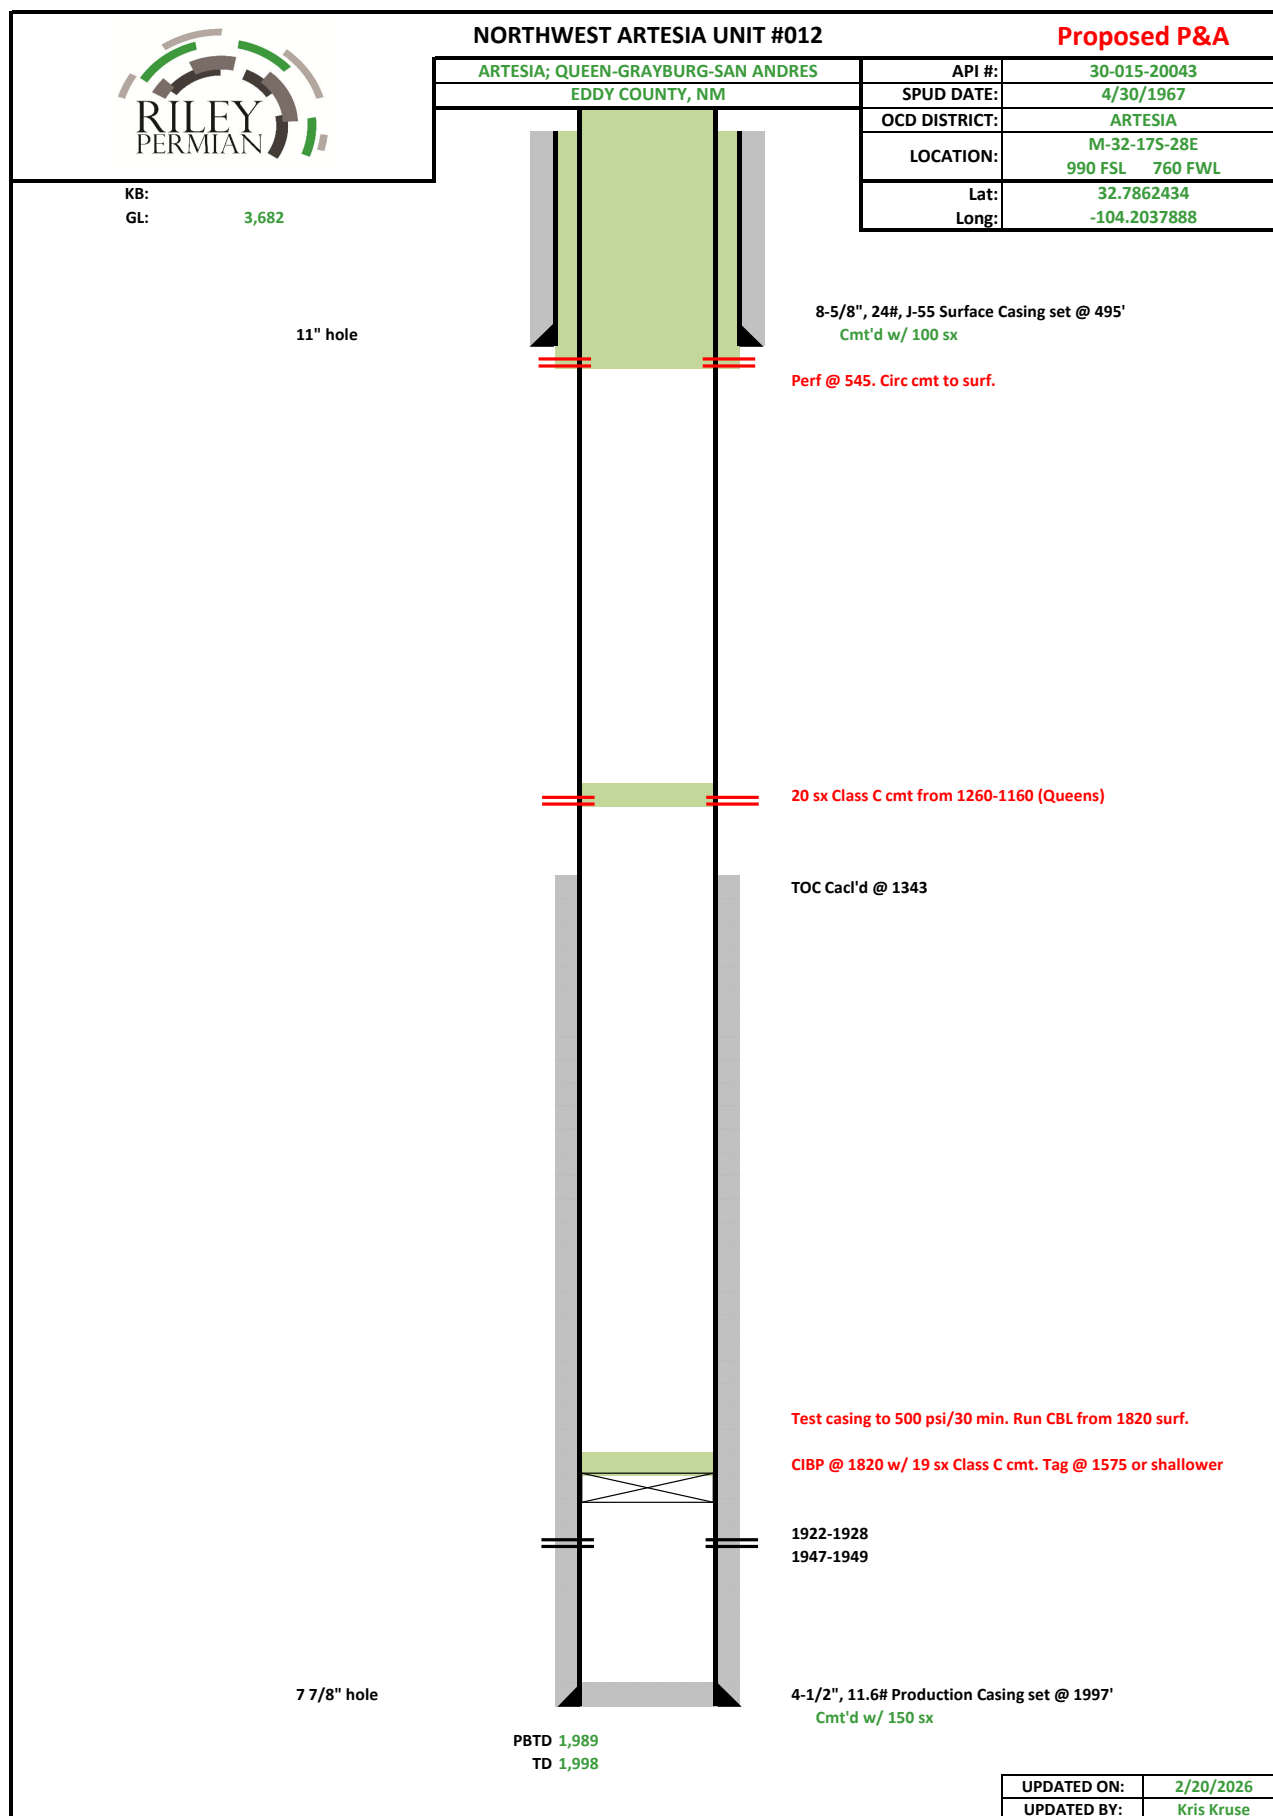 NORTHWEST ARTESIA UNIT #012
Proposed P&A
RILEY
PERMIAN
ARTESIA; QUEEN-GRAYBURG-SAN ANDRES
EDDY COUNTY, NM
API #: 30-015-20043
SPUD DATE: 4/30/1967
OCD DISTRICT: ARTESIA
LOCATION: M-32-17S-28E
990 FSL 760 FWL
Lat: 32.7862434
Long: -104.2037888
KB:
GL: 3,682
8-5/8", 24#, J-55 Surface Casing set @ 495'
11" hole
Cmt'd w/ 100 sx
Perf @ 545. Circ cmt to surf.
20 sx Class C cmt from 1260-1160 (Queens)
TOC Cacl'd @ 1343
Test casing to 500 psi/30 min. Run CBL from 1820 surf.
CIBP @ 1820 w/ 19 sx Class C cmt. Tag @ 1575 or shallower
1922-1928
1947-1949
7 7/8" hole
4-1/2", 11.6# Production Casing set @ 1997'
Cmt'd w/ 150 sx
PBTD 1,989
TD 1,998
UPDATED ON: 2/20/2026
UPDATED BY: Kris Kruse